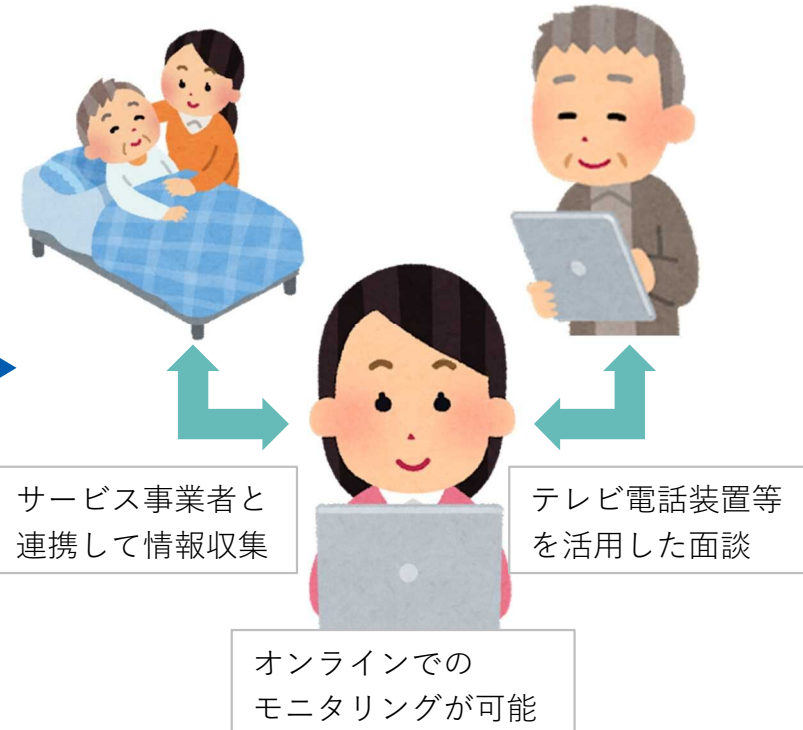 サービス事業者と
連携して情報収集
テレビ電話装置等
を活用した面談
オンラインでの
モニタリングが可能